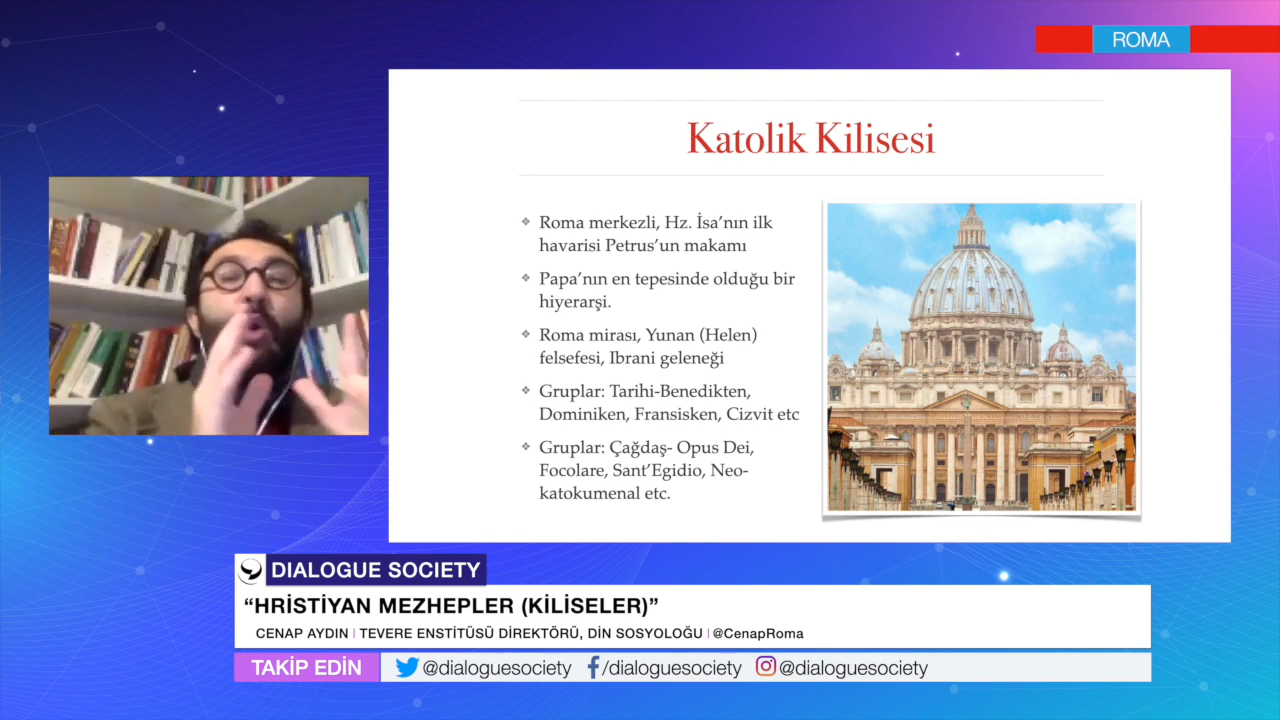 ROMA
Katolik Kilisesi
❖ Roma merkezli, Hz. İsa’nın ilk
havarisi Petrus’un makamı
❖ Papa’nın en tepesinde olduğu bir
hiyerarşi.
❖ Roma mirası, Yunan (Helen)
felsefesi, Ibrani geleneği
❖ Gruplar: Tarihi-Benedikten,
Dominiken, Fransisken, Cizvit etc
❖ Gruplar: Çağdaş- Opus Dei,
Focolare, Sant’Egidio, Neo-
katokumenal etc.
DIALOGUE SOCIETY
“HRİSTİYAN MEZHEPLER (KİLİSELER)”
CENAP AYDIN | TEVERE ENSTİTÜSÜ DİREKTÖRÜ, DİN SOSYOLOĞU | @CenapRoma
TAKİP EDİN @dialoguesociety /dialoguesociety @dialoguesociety